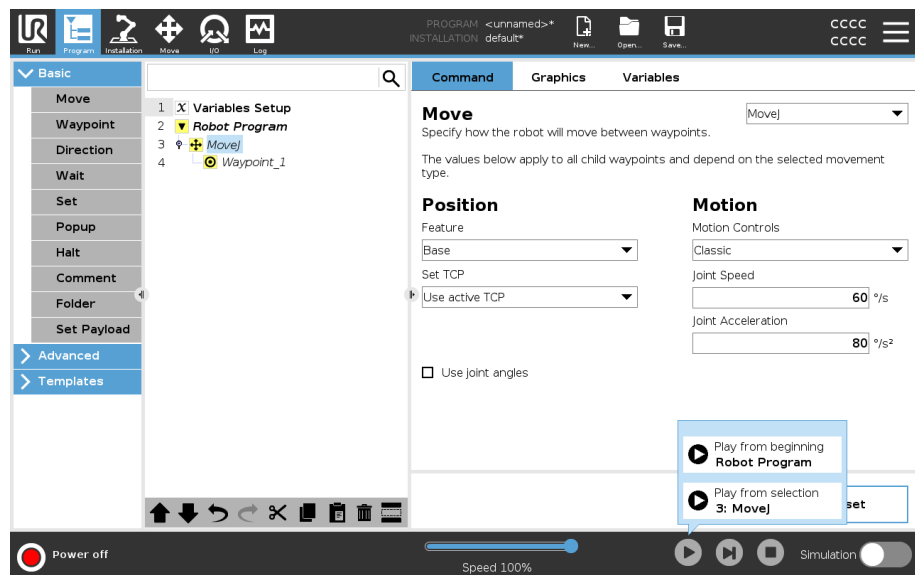 PROGRAM <unnamed>*
INSTALLATION default*
Run
Program
Installation
Move
I/O
Log
New...
Open...
Save...
CCCC
CCCC
Basic
Move
Waypoint
Direction
Wait
Set
Popup
Halt
Comment
Folder
Set Payload
Advanced
Templates
1 X Variables Setup
2 Robot Program
3 MoveJ
4 Waypoint_1
Command Graphics Variables
Move
MoveJ
Specify how the robot will move between waypoints.
The values below apply to all child waypoints and depend on the selected movement
type.
Position
Feature
Base
Set TCP
Use active TCP
Use joint angles
Motion
Motion Controls
Classic
Joint Speed
60 °/s
Joint Acceleration
80 °/s²
Play from beginning
Robot Program
Play from selection
3: MoveJ
set
Power off
Speed 100%
Simulation